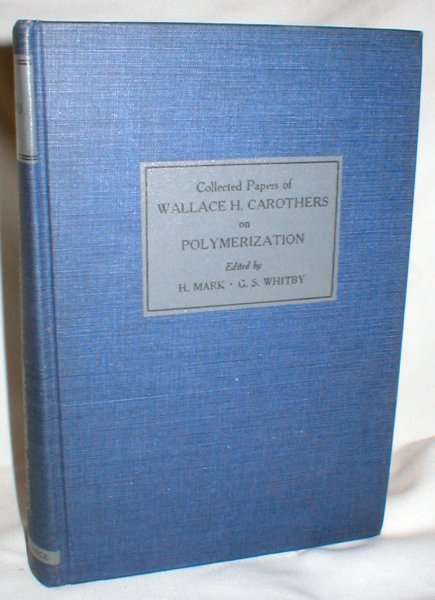 Collected Papers of
WALLACE H. CAROTHERS
on
POLYMERIZATION
Edited by
H. MARK · G. S. WHITBY